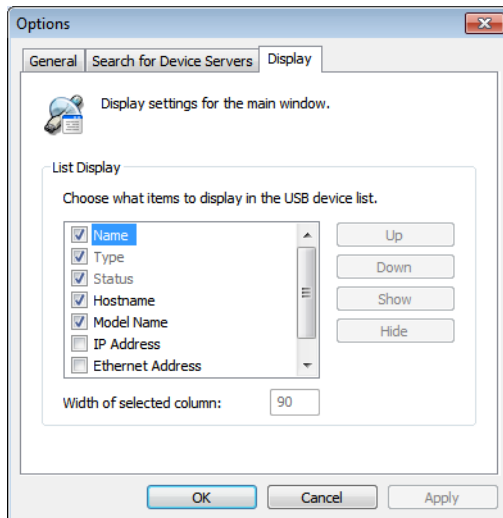 Options
General
Search for Device Servers
Display
Display settings for the main window.
List Display
Choose what items to display in the USB device list.
Name
Type
Status
Hostname
Model Name
IP Address
Ethernet Address
Up
Down
Show
Hide
Width of selected column:
90
OK
Cancel
Apply